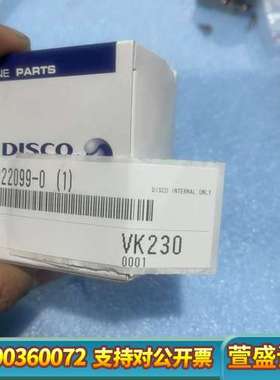 NE PARTS
DISCO
22099-0 (1)
DISCO INTERNAL ONLY
VK230
0001
90360072 支持对公开票 萱盛